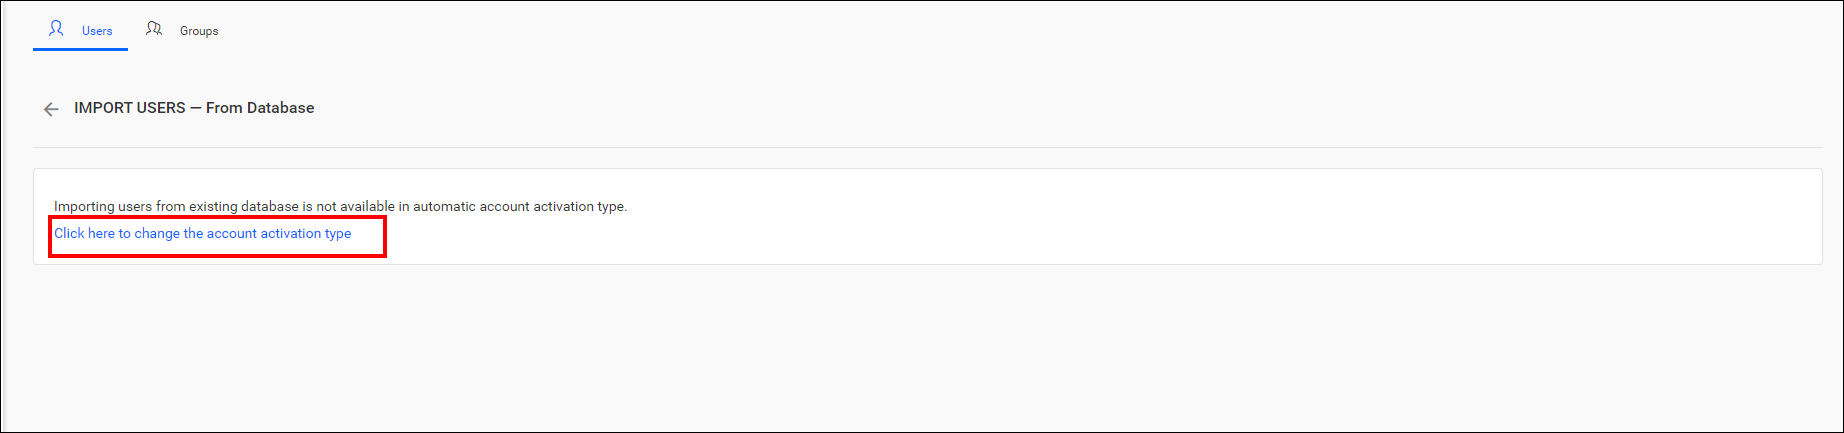 Users
Groups
IMPORT USERS — From Database
Importing users from existing database is not available in automatic account activation type.
Click here to change the account activation type